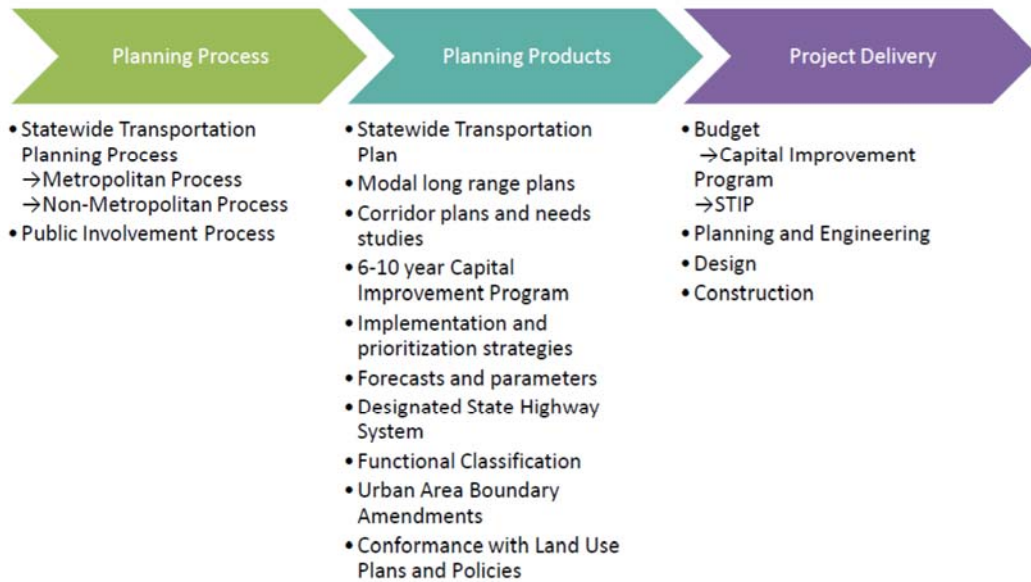 Planning Process
• Statewide Transportation
Planning Process
→Metropolitan Process
→Non-Metropolitan Process
• Public Involvement Process
Planning Products
• Statewide Transportation
Plan
• Modal long range plans
• Corridor plans and needs
studies
• 6-10 year Capital
Improvement Program
• Implementation and
prioritization strategies
• Forecasts and parameters
• Designated State Highway
System
• Functional Classification
• Urban Area Boundary
Amendments
• Conformance with Land Use
Plans and Policies
Project Delivery
• Budget
→Capital Improvement
Program
→STIP
• Planning and Engineering
• Design
• Construction